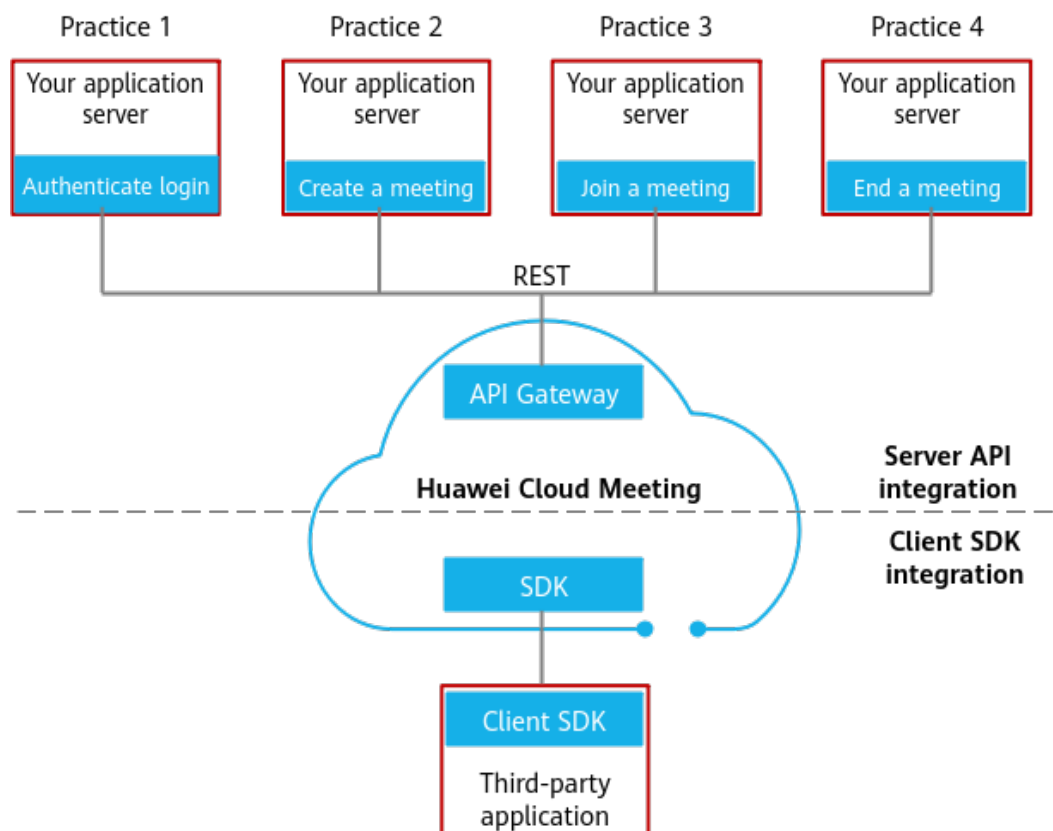 Practice 1
Practice 2
Practice 3
Practice 4
Your application
server
Authenticate login
Your application
server
Create a meeting
Your application
server
Join a meeting
Your application
server
End a meeting
REST
API Gateway
Huawei Cloud Meeting
Server API
integration
Client SDK
integration
SDK
Client SDK
Third-party
application